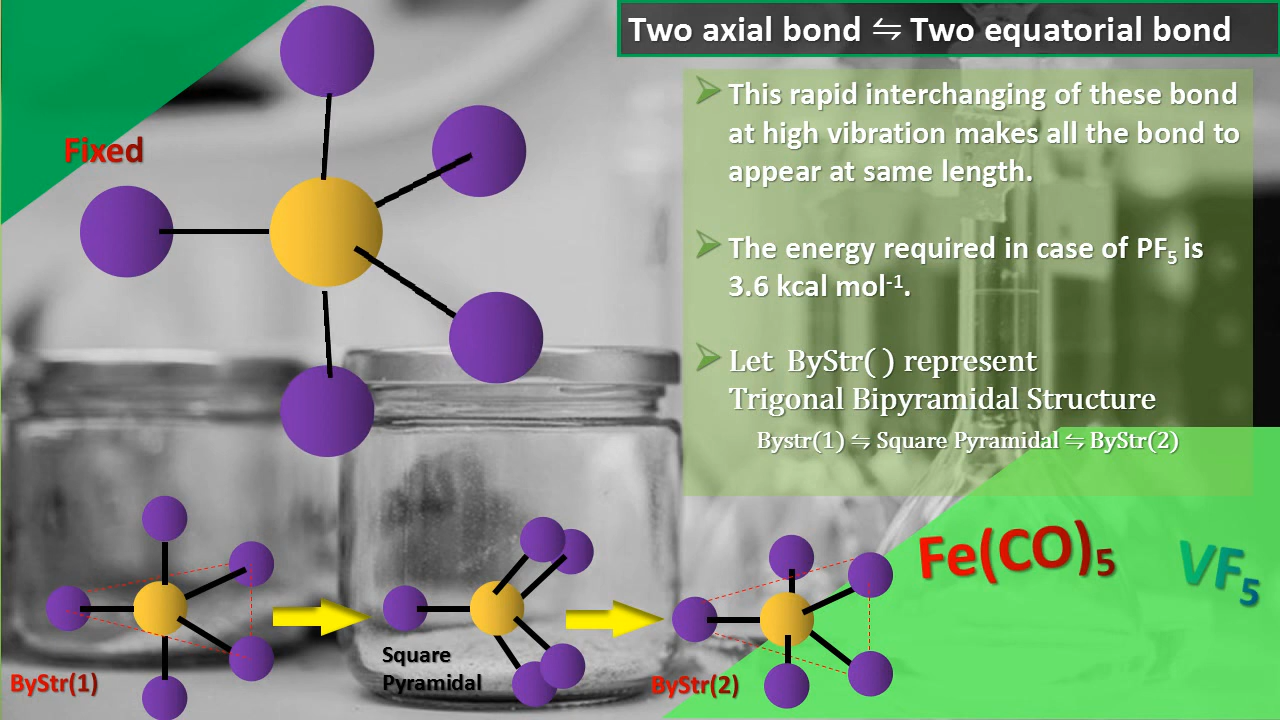 Two axial bond ⇋ Two equatorial bond
Fixed
This rapid interchanging of these bond
at high vibration makes all the bond to
appear at same length.
The energy required in case of PF₅ is
3.6 kcal mol⁻¹.
Let ByStr( ) represent
Trigonal Bipyramidal Structure
Bystr(1) ⇋ Square Pyramidal ⇋ ByStr(2)
Fe(CO)₅
VF₅
Square
Pyramidal
ByStr(1)
ByStr(2)